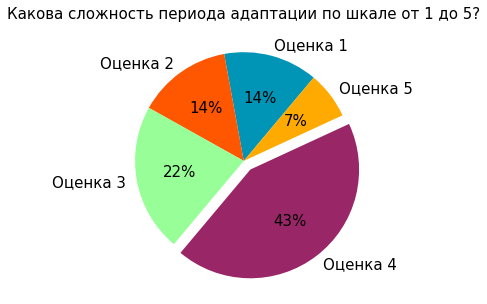 Какова сложность периода адаптации по шкале от 1 до 5?
Оценка 1
Оценка 2
Оценка 5
14%
14%
7%
22%
Оценка 3
43%
Оценка 4